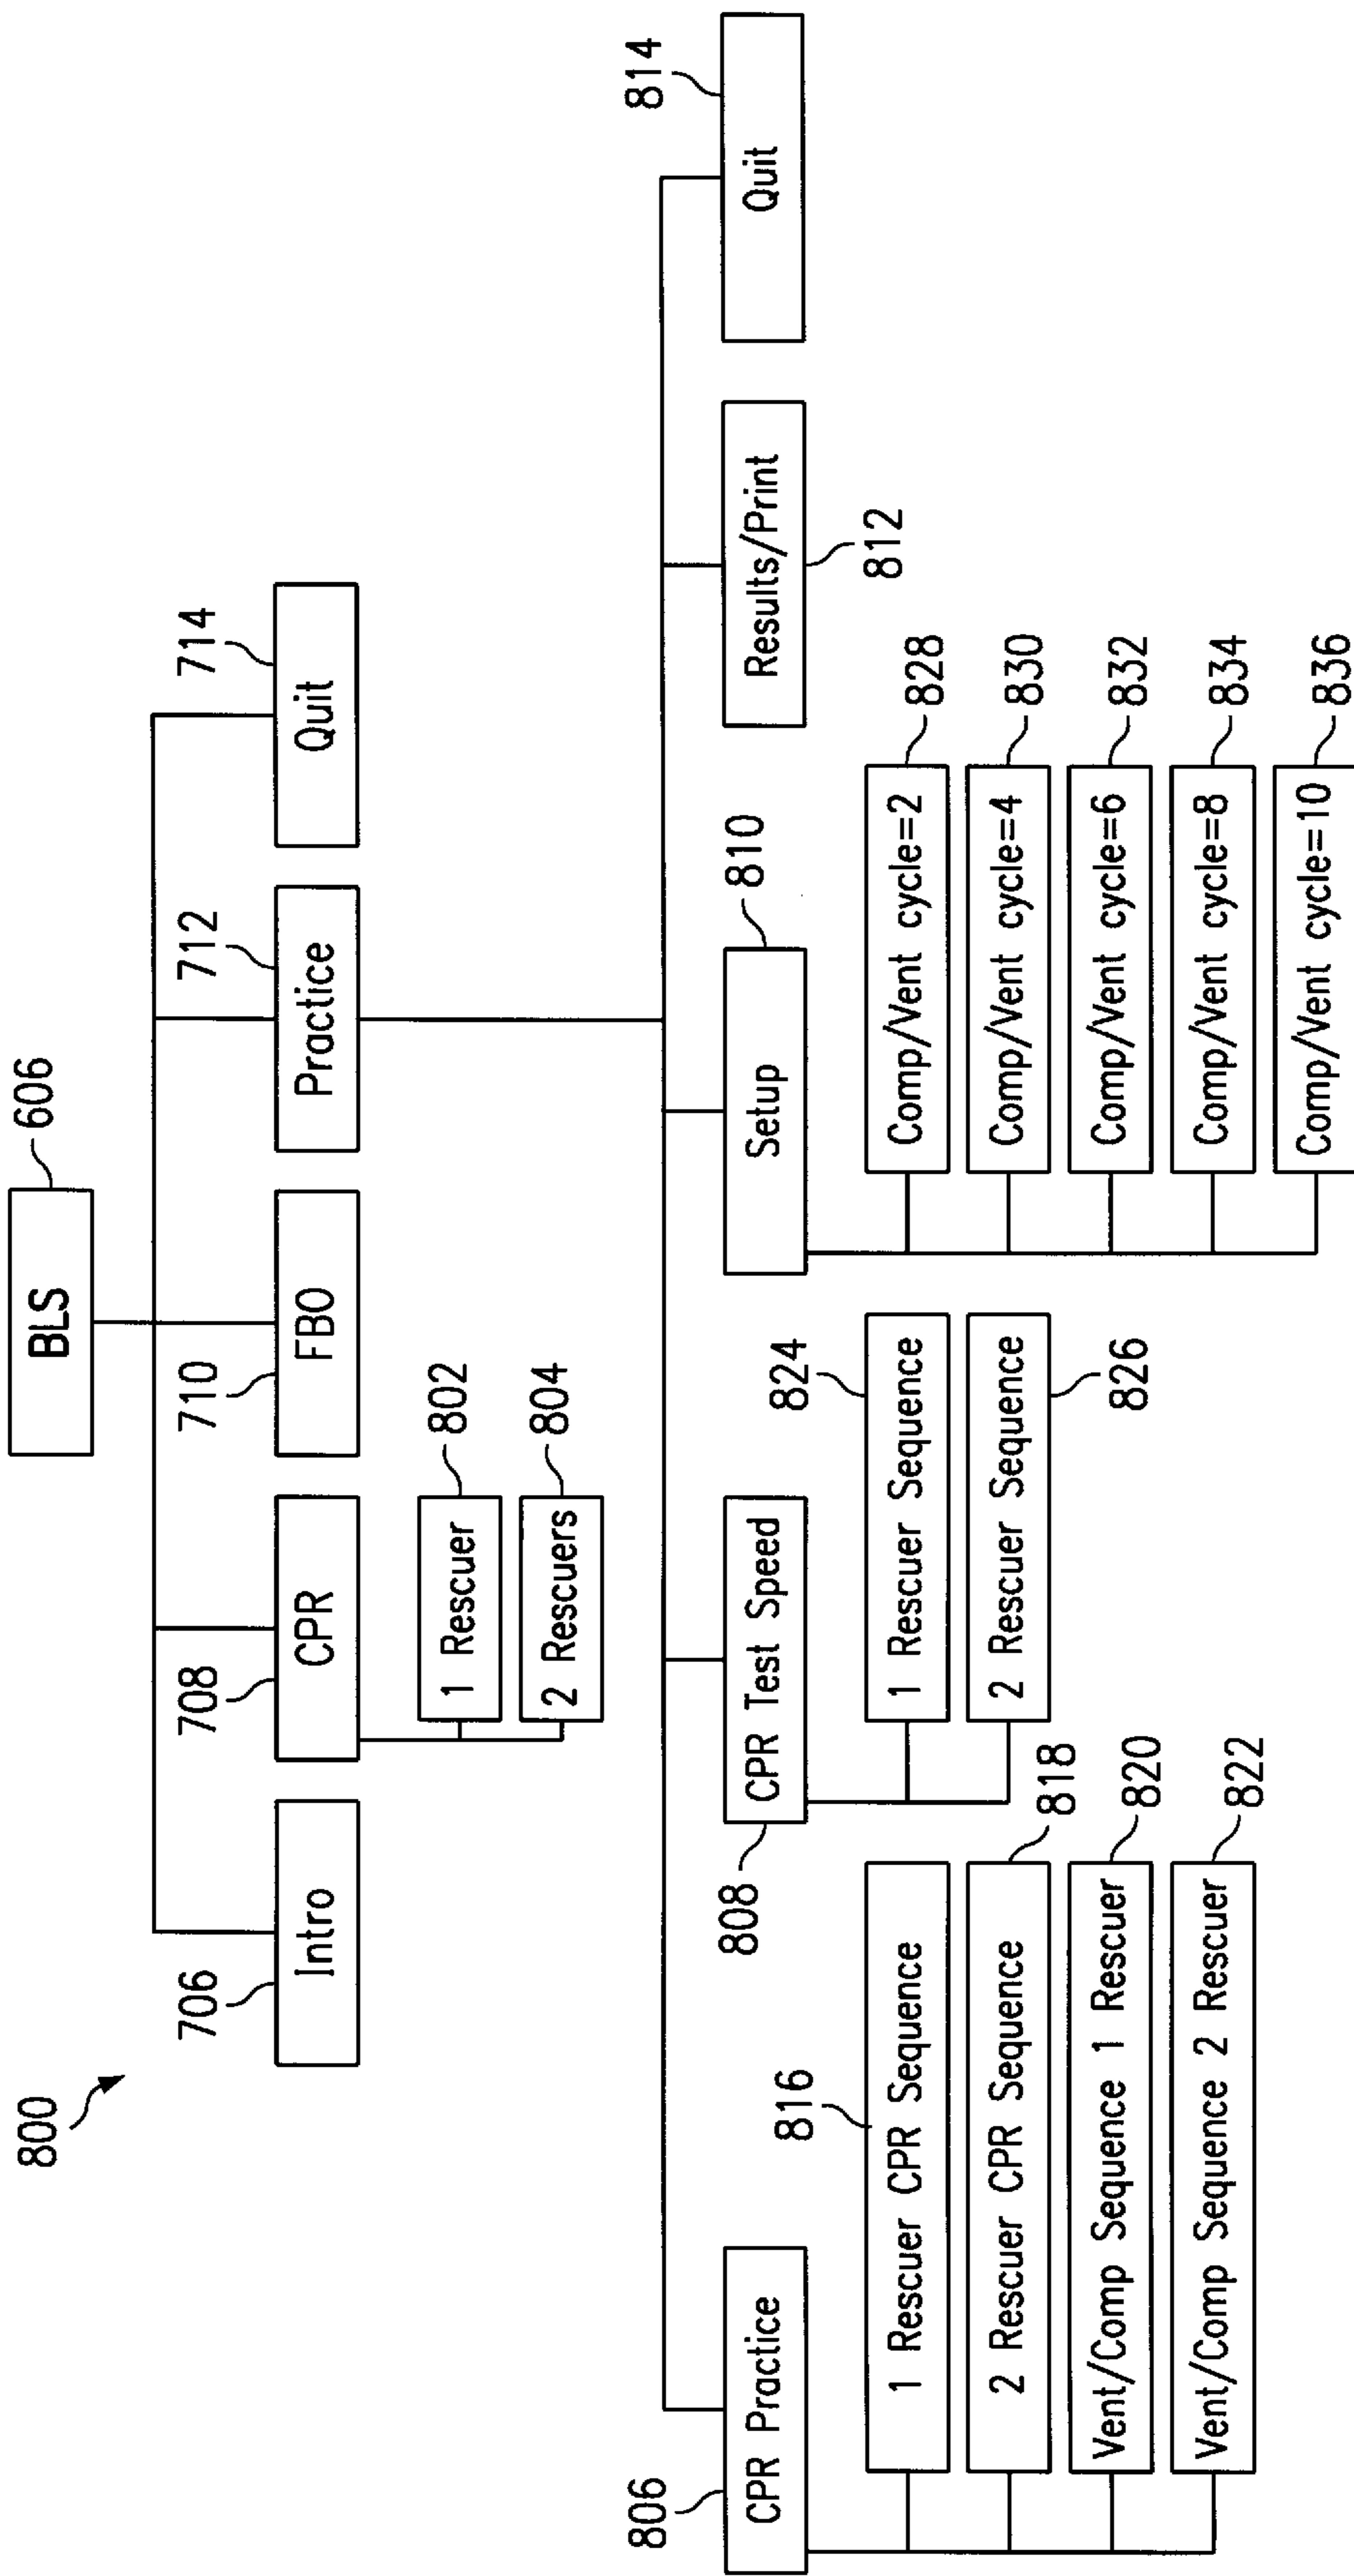 800
BLS
606
706
Intro
708
CPR
710
FBO
712
Practice
714
Quit
1 Rescuer
802
2 Rescuers
804
806
CPR Practice
808
CPR Test Speed
Setup
810
Results/Print
812
Quit
814
816
1 Rescuer CPR Sequence
2 Rescuer CPR Sequence
818
Vent/Comp Sequence 1 Rescuer
820
Vent/Comp Sequence 2 Rescuer
822
1 Rescuer Sequence
824
2 Rescuer Sequence
826
Comp/Vent cycle=2
828
Comp/Vent cycle=4
830
Comp/Vent cycle=6
832
Comp/Vent cycle=8
834
Comp/Vent cycle=10
836